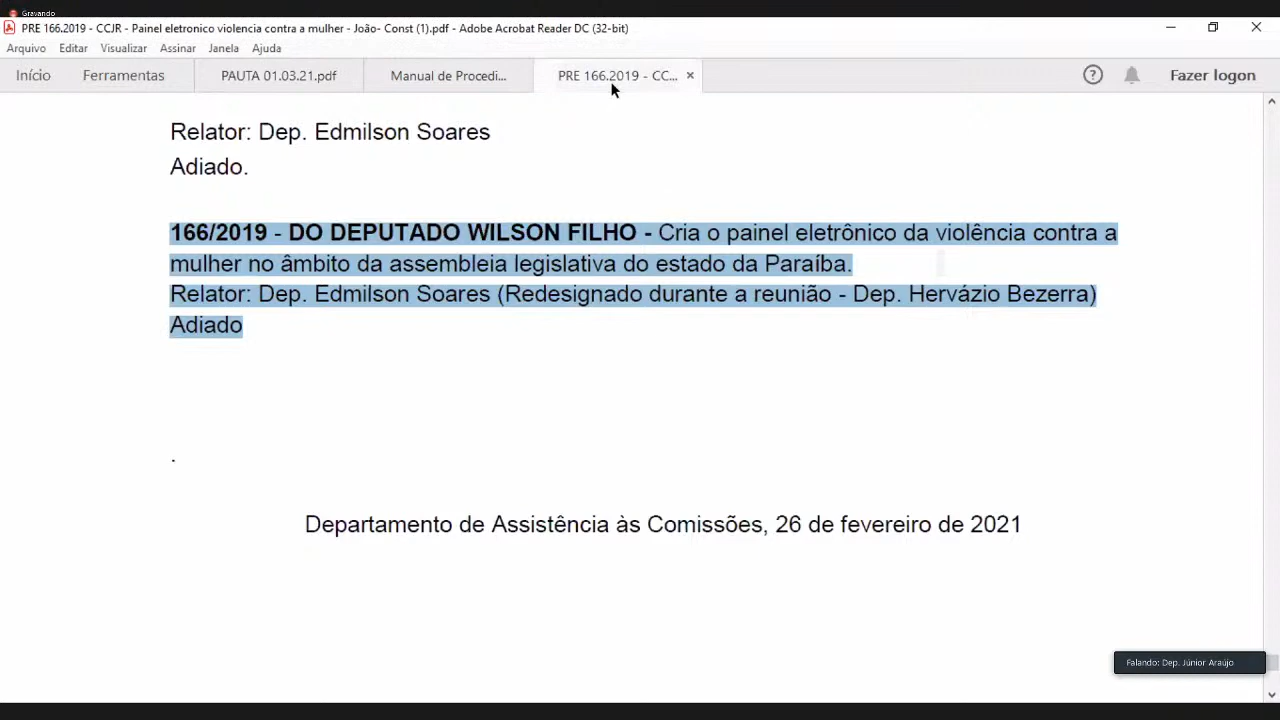 Gravando
PRE 166.2019 - CCJR - Painel eletronico violencia contra a mulher - João- Const (1).pdf - Adobe Acrobat Reader DC (32-bit)
Arquivo Editar Visualizar Assinar Janela Ajuda
Início Ferramentas PAUTA 01.03.21.pdf Manual de Procedi... PRE 166.2019 - CC... × Fazer logon
Relator: Dep. Edmilson Soares
Adiado.
166/2019 - DO DEPUTADO WILSON FILHO - Cria o painel eletrônico da violência contra a
mulher no âmbito da assembleia legislativa do estado da Paraíba.
Relator: Dep. Edmilson Soares (Redesignado durante a reunião - Dep. Hervázio Bezerra)
Adiado
.
Departamento de Assistência às Comissões, 26 de fevereiro de 2021
Falando: Dep. Júnior Araújo